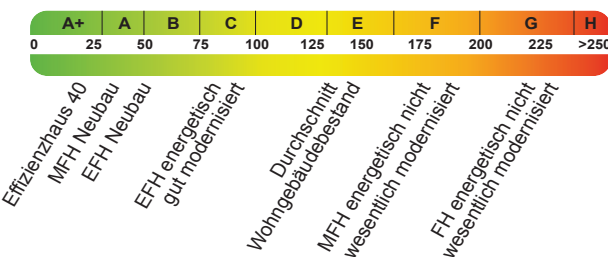 A+ A B C D E F G H
0 25 50 75 100 125 150 175 200 225 >250
Effizienzhaus 40
MFH Neubau
EFH Neubau
EFH energetisch
gut modernisiert
Durchschnitt
Wohngebäudebestand
MFH energetisch nicht
wesentlich modernisiert
FH energetisch nicht
wesentlich modernisiert